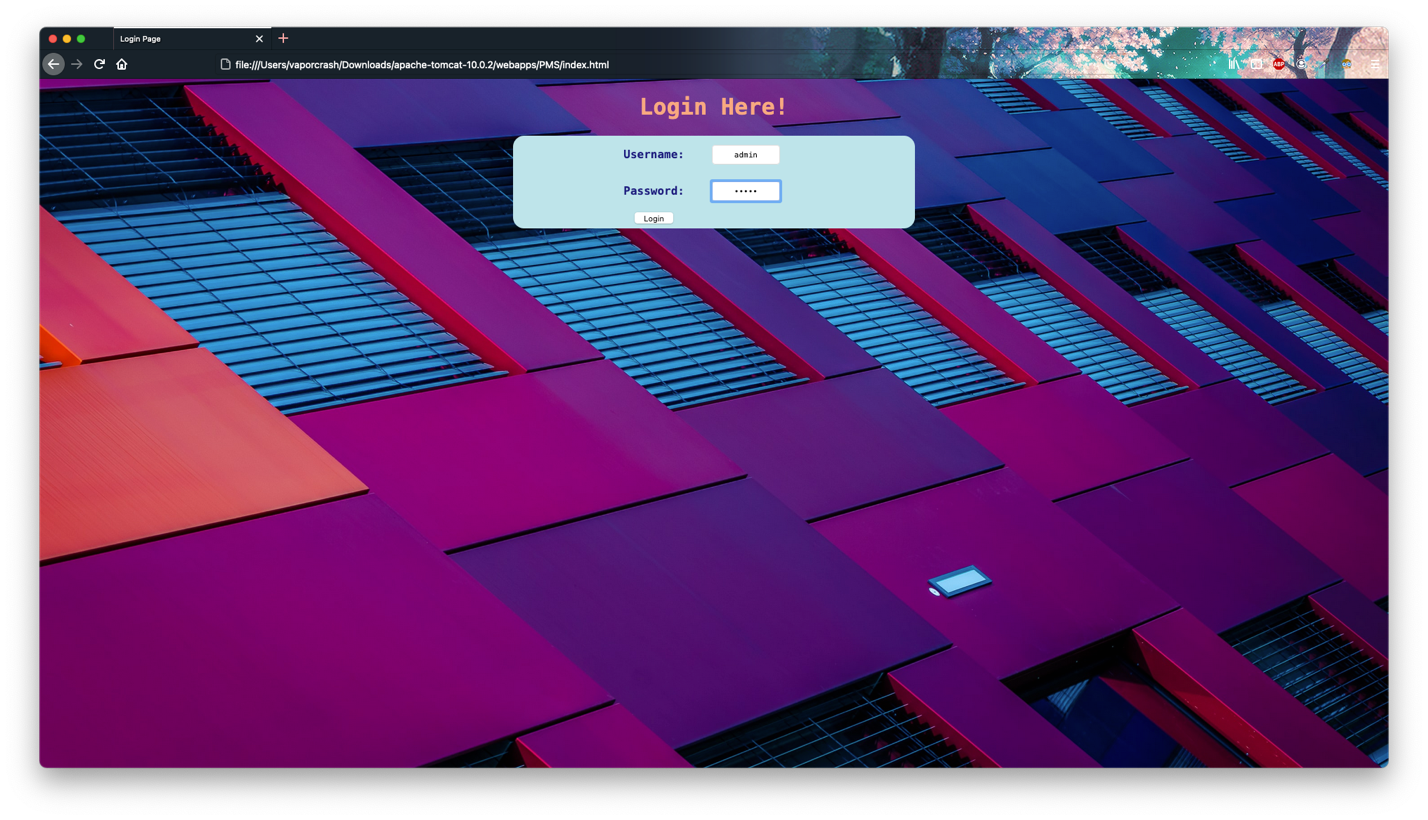 Login Page
file:///Users/vaporcrash/Downloads/apache-tomcat-10.0.2/webapps/PMS/index.html
ABP
Login Here!
Username: admin
Password: •••••
Login